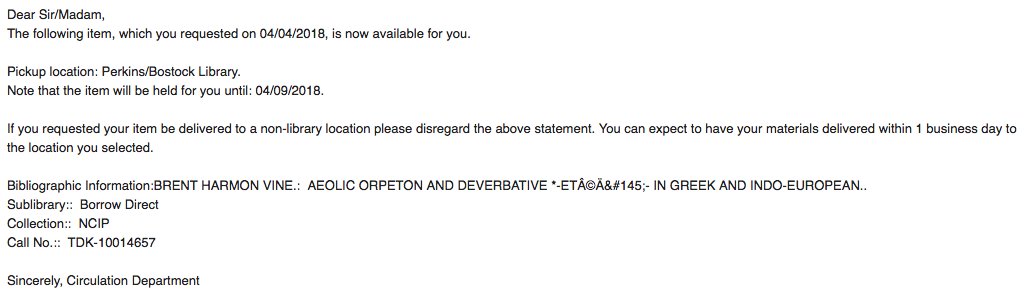 Dear Sir/Madam,
The following item, which you requested on 04/04/2018, is now available for you.
Pickup location: Perkins/Bostock Library.
Note that the item will be held for you until: 04/09/2018.
If you requested your item be delivered to a non-library location please disregard the above statement. You can expect to have your materials delivered within 1 business day to
the location you selected.
Bibliographic Information:BRENT HARMON VINE.:  AEOLIC ORPETON AND DEVERBATIVE *-ETÂ©Ä&#145;- IN GREEK AND INDO-EUROPEAN..
Sublibrary::  Borrow Direct
Collection::  NCIP
Call No.::  TDK-10014657
Sincerely, Circulation Department